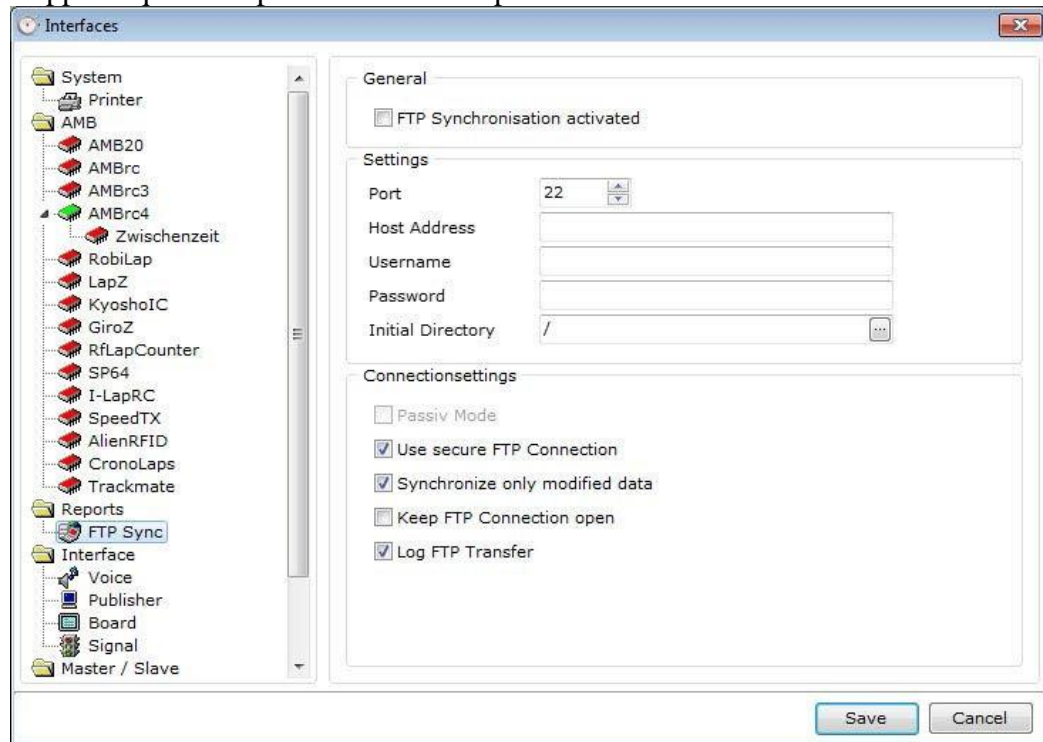 Interfaces
System
Printer
AMB
AMB20
AMBrc
AMBrc3
AMBrc4
Zwischenzeit
RobiLap
LapZ
KyoshoIC
GiroZ
RfLapCounter
SP64
I-LapRC
SpeedTX
AlienRFID
CronoLaps
Trackmate
Reports
FTP Sync
Interface
Voice
Publisher
Board
Signal
Master / Slave
General
FTP Synchronisation activated
Settings
Port 22
Host Address
Username
Password
Initial Directory / ...
Connectionsettings
Passiv Mode
Use secure FTP Connection
Synchronize only modified data
Keep FTP Connection open
Log FTP Transfer
Save Cancel